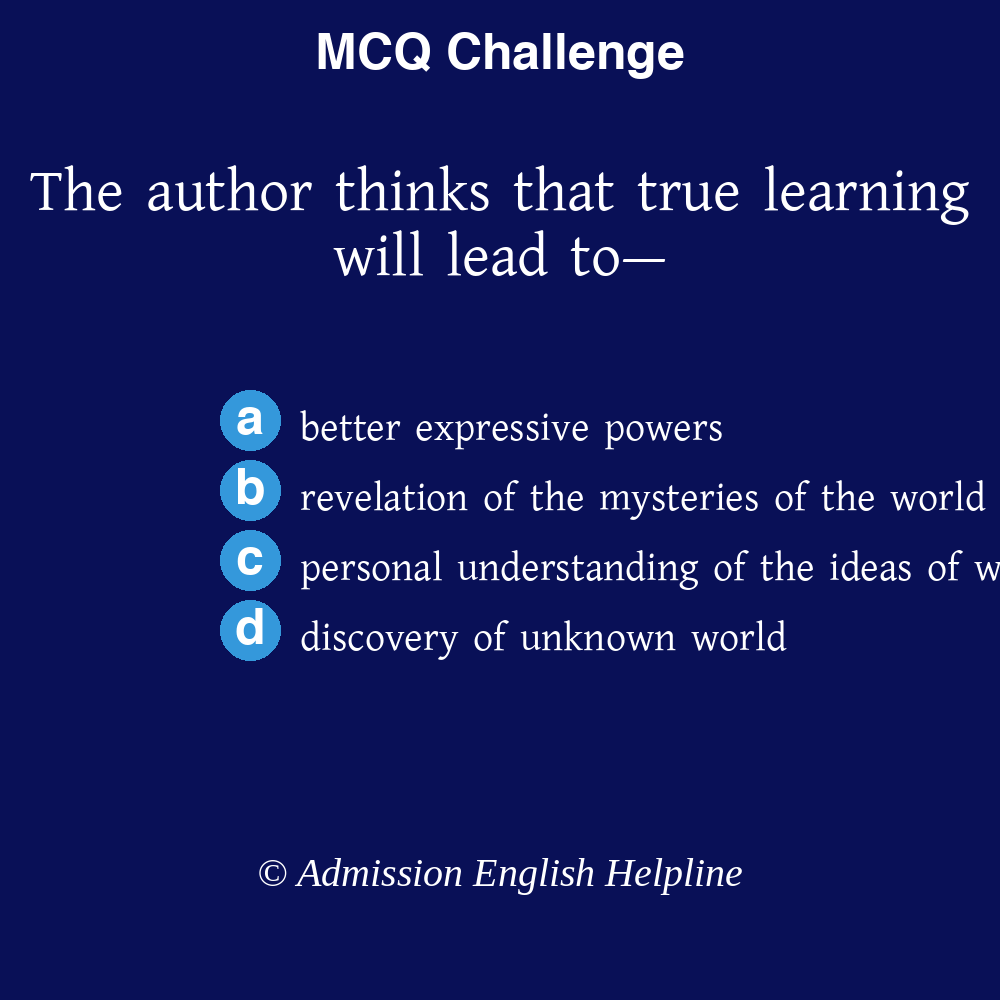 MCQ Challenge
The author thinks that true learning
will lead to—
a better expressive powers
b revelation of the mysteries of the world
c personal understanding of the ideas of
d discovery of unknown world
© Admission English Helpline